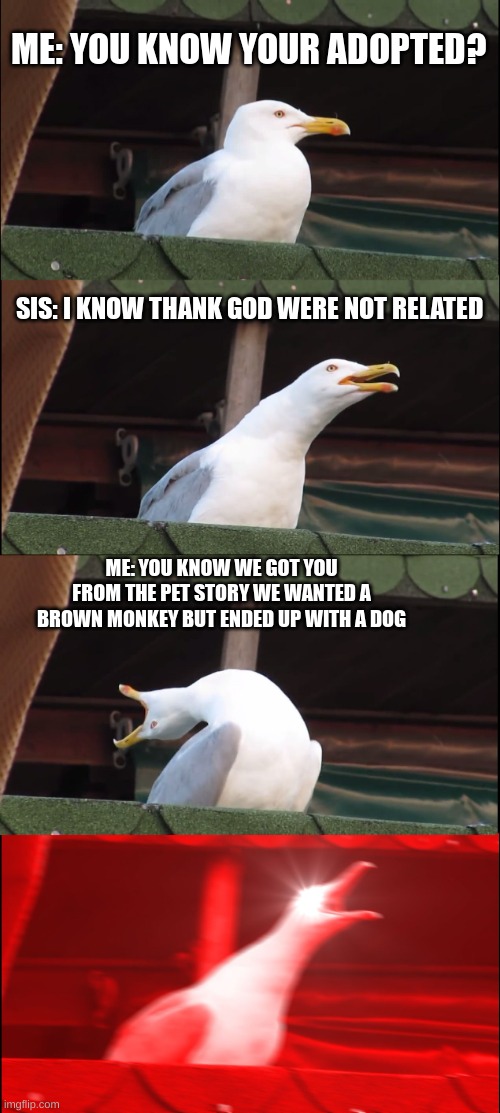 ME: YOU KNOW YOUR ADOPTED?
SIS: I KNOW THANK GOD WERE NOT RELATED
ME: YOU KNOW WE GOT YOU
FROM THE PET STORY WE WANTED A
BROWN MONKEY BUT ENDED UP WITH A DOG
imgflip.com